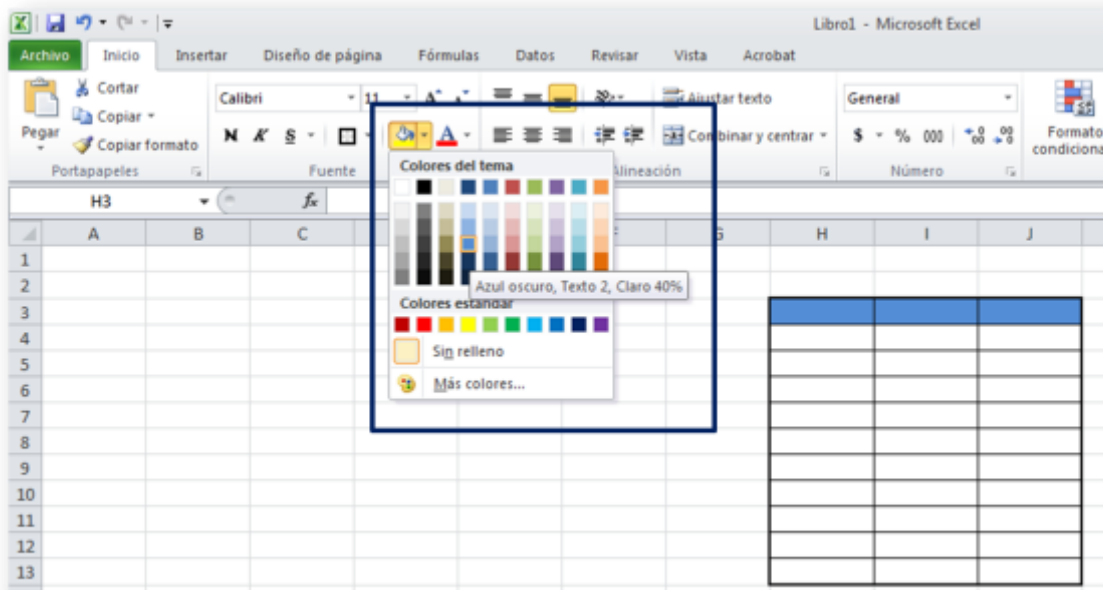 Libro1 - Microsoft Excel
Archivo Inicio Insertar Diseño de página Fórmulas Datos Revisar Vista Acrobat
Cortar
Copiar
Copiar formato
Pegar
Portapapeles
Calibri 11
N K S
A
Fuente
Ajustar texto
Combinar y centrar
Alineación
General
$ % 000
Número
Formato
condiciona
H3 fx
Colores del tema
Azul oscuro, Texto 2, Claro 40%
Colores estándar
Sin relleno
Más colores...
A B C G H I J
1
2
3
4
5
6
7
8
9
10
11
12
13